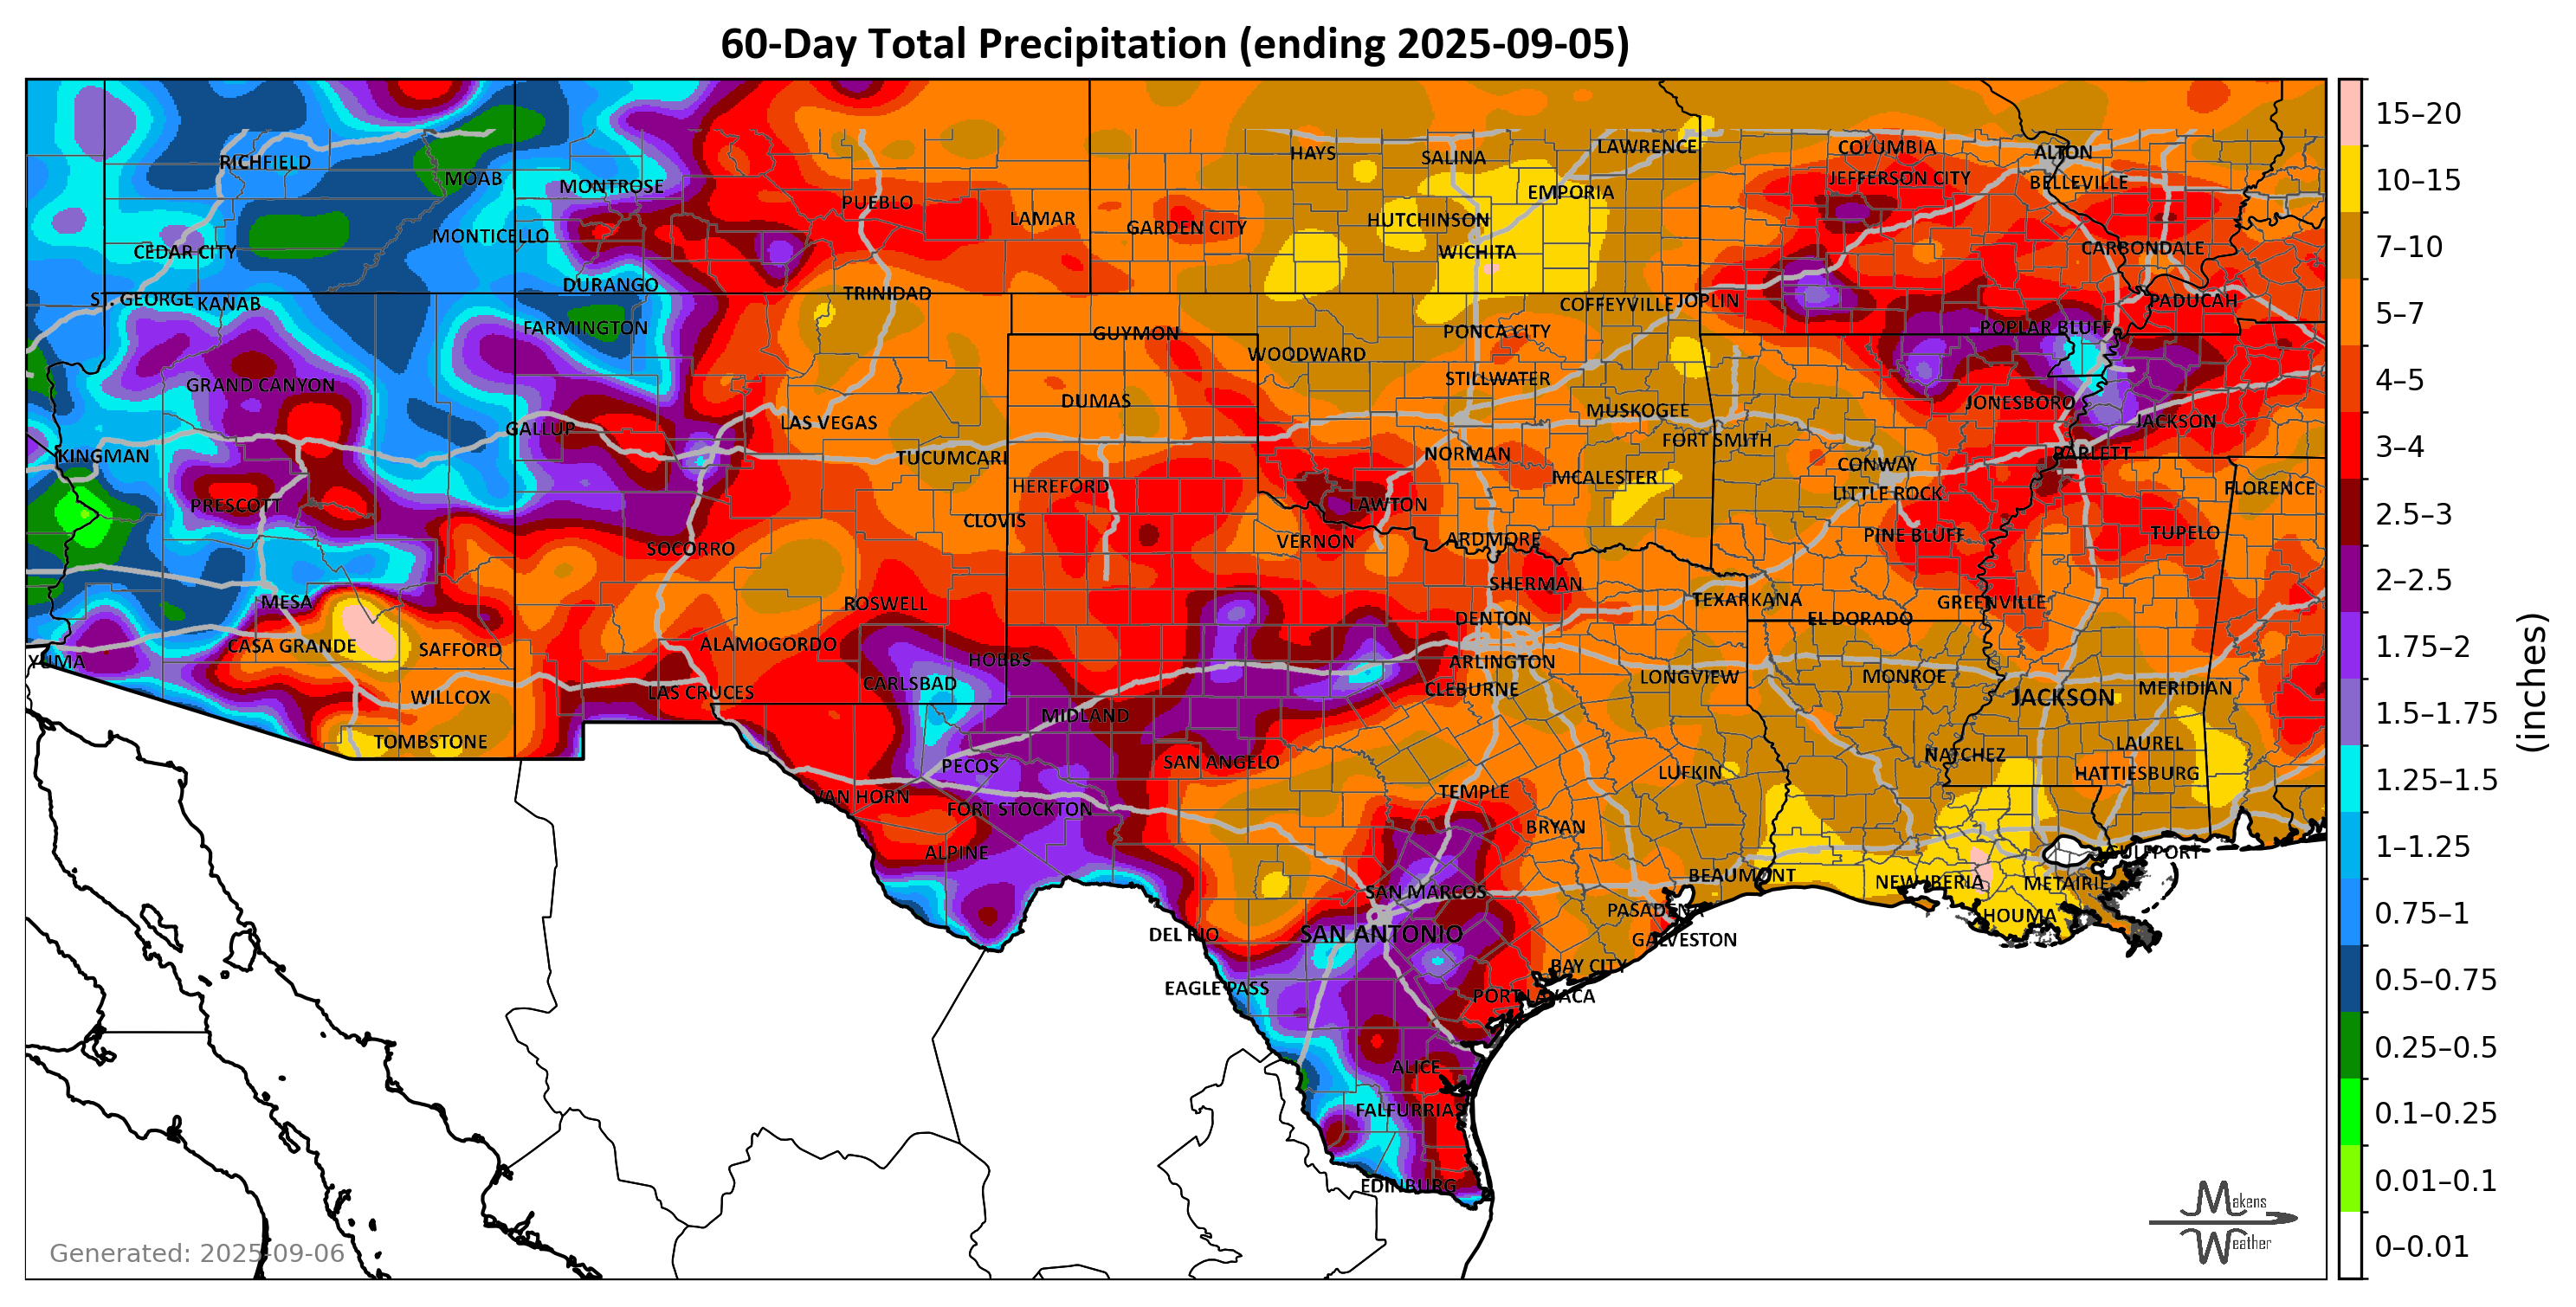 60-Day Total Precipitation (ending 2025-09-05)
RICHFIELD
MOAB
MONTROSE
PUEBLO
LAMAR
GARDEN CITY
HAYS
SALINA
LAWRENCE
EMPORIA
HUTCHINSON
WICHITA
COLUMBIA
JEFFERSON CITY
ALTON
BELLEVILLE
CARBONDALE
CEDAR CITY
MONTICELLO
DURANGO
TRINIDAD
ST. GEORGE
KANAB
FARMINGTON
GUYMON
WOODWARD
PONCA CITY
COFFEYVILLE
JOPLIN
PADUCAH
POPLAR BLUFF
GRAND CANYON
DUMAS
STILLWATER
MUSKOGEE
JONESBORO
JACKSON
KINGMAN
GALLUP
LAS VEGAS
TUCUMCARI
NORMAN
FORT SMITH
CONWAY
BARLETT
PRESCOTT
HEREFORD
CLOVIS
LAWTON
MCALESTER
LITTLE ROCK
FLORENCE
SOCORRO
VERNON
ARDMORE
PINE BLUFF
TUPELO
MESA
ROSWELL
SHERMAN
DENTON
TEXARKANA
EL DORADO
GREENVILLE
CASA GRANDE
SAFFORD
ALAMOGORDO
HOBBS
ARLINGTON
YUMA
WILLCOX
LAS CRUCES
CARLSBAD
CLEBURNE
LONGVIEW
MONROE
JACKSON
MERIDIAN
TOMBSTONE
MIDLAND
PECOS
SAN ANGELO
LUFKIN
NATCHEZ
LAUREL
HATTIESBURG
VAN HORN
FORT STOCKTON
TEMPLE
BRYAN
ALPINE
SAN MARCOS
BEAUMONT
NEW IBERIA
METAIRIE
GULFPORT
HOUMA
DEL RIO
SAN ANTONIO
PASADENA
GALVESTON
EAGLE PASS
BAY CITY
PORT LAVACA
ALICE
FALFURRIAS
EDINBURG
15–20
10–15
7–10
5–7
4–5
3–4
2.5–3
2–2.5
1.75–2
1.5–1.75
1.25–1.5
1–1.25
0.75–1
0.5–0.75
0.25–0.5
0.1–0.25
0.01–0.1
0–0.01
(inches)
Generated: 2025-09-06
Makens
Weather